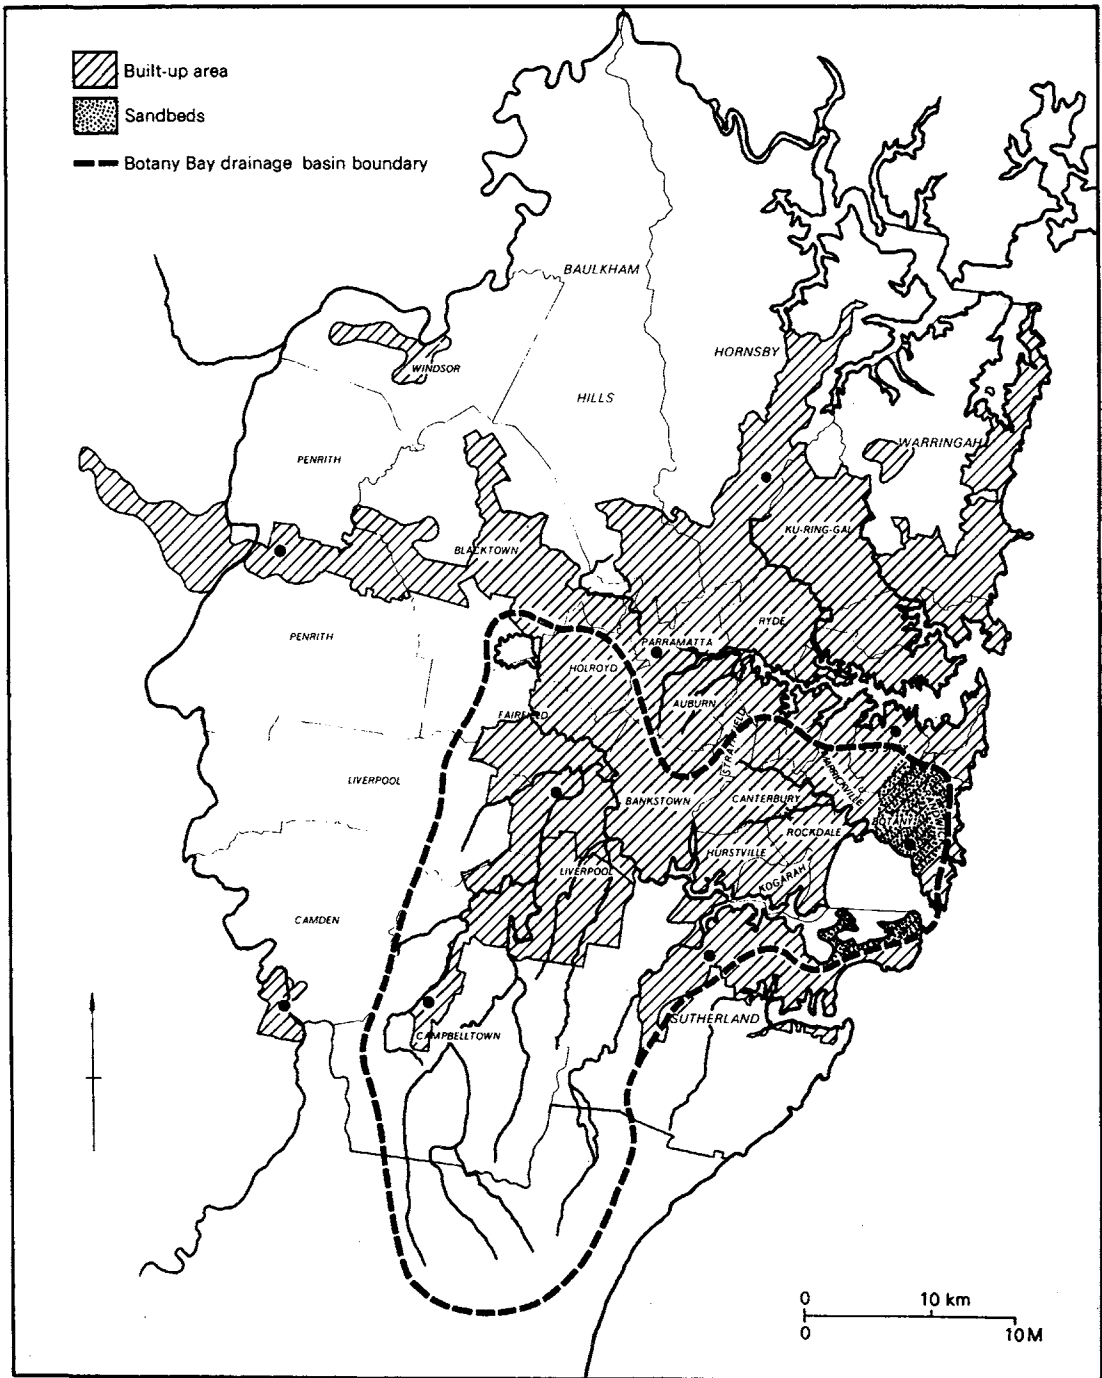 Built-up area
Sandbeds
Botany Bay drainage basin boundary
BAULKHAM
HORNSBY
WINDSOR
HILLS
WARRINGAH
PENRITH
KU-RING-GAI
BLACKTOWN
RYDE
PENRITH
PARRAMATTA
HOLROYD
AUBURN
FAIRFIELD
STRATHFIELD
LIVERPOOL
MARRICKVILLE
BANKSTOWN
CANTERBURY
RANDWICK
BOTANY
ROCKDALE
HURSTVILLE
LIVERPOOL
KOGARAH
CAMDEN
SUTHERLAND
CAMPBELLTOWN
0 10 km
0 10M